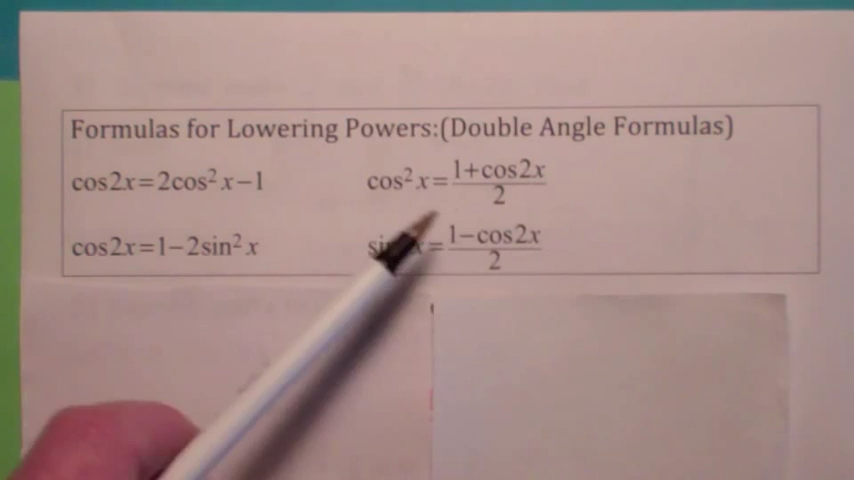 Formulas for Lowering Powers:(Double Angle Formulas)
cos2x=2cos²x−1
cos²x=1+cos2x/2
cos2x=1−2sin²x
=1−cos2x/2